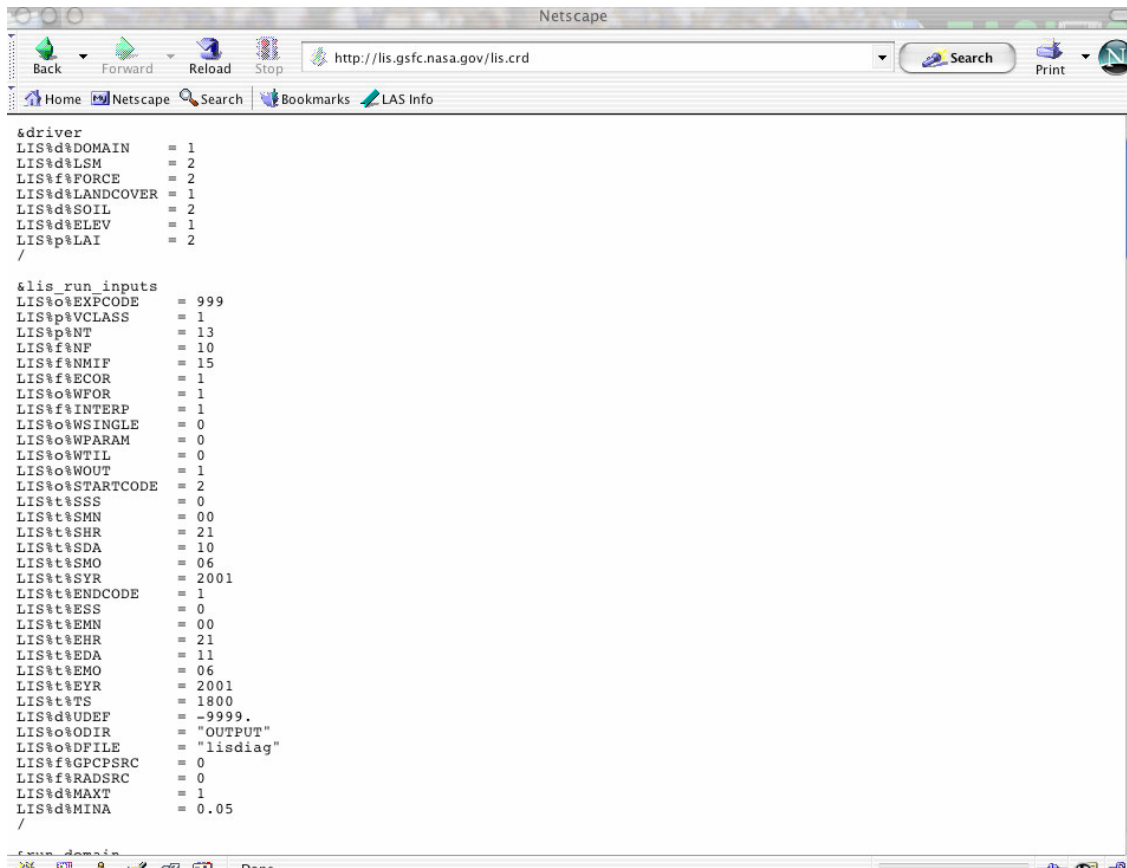 Netscape
Back Forward Reload Stop http://lis.gsfc.nasa.gov/lis.crd Search Print N
Home Netscape Search Bookmarks LAS Info
&driver
LIS%d%DOMAIN = 1
LIS%d%LSM = 2
LIS%f%FORCE = 2
LIS%d%LANDCOVER = 1
LIS%d%SOIL = 2
LIS%d%ELEV = 1
LIS%p%LAI = 2
/
&lis_run_inputs
LIS%o%EXPCODE = 999
LIS%p%VCLASS = 1
LIS%p%NT = 13
LIS%f%NF = 10
LIS%f%NMIF = 15
LIS%f%ECOR = 1
LIS%o%WFOR = 1
LIS%f%INTERP = 1
LIS%o%WSINGLE = 0
LIS%o%WPARAM = 0
LIS%o%WTIL = 0
LIS%o%WOUT = 1
LIS%o%STARTCODE = 2
LIS%t%SSS = 0
LIS%t%SMN = 00
LIS%t%SHR = 21
LIS%t%SDA = 10
LIS%t%SMO = 06
LIS%t%SYR = 2001
LIS%t%ENDCODE = 1
LIS%t%ESS = 0
LIS%t%EMN = 00
LIS%t%EHR = 21
LIS%t%EDA = 11
LIS%t%EMO = 06
LIS%t%EYR = 2001
LIS%t%TS = 1800
LIS%d%UDEF = -9999.
LIS%o%ODIR = "OUTPUT"
LIS%o%DFILE = "lisdiag"
LIS%f%GPCPSRC = 0
LIS%f%RADSRC = 0
LIS%d%MAXT = 1
LIS%d%MINA = 0.05
/
&run_domain
Done